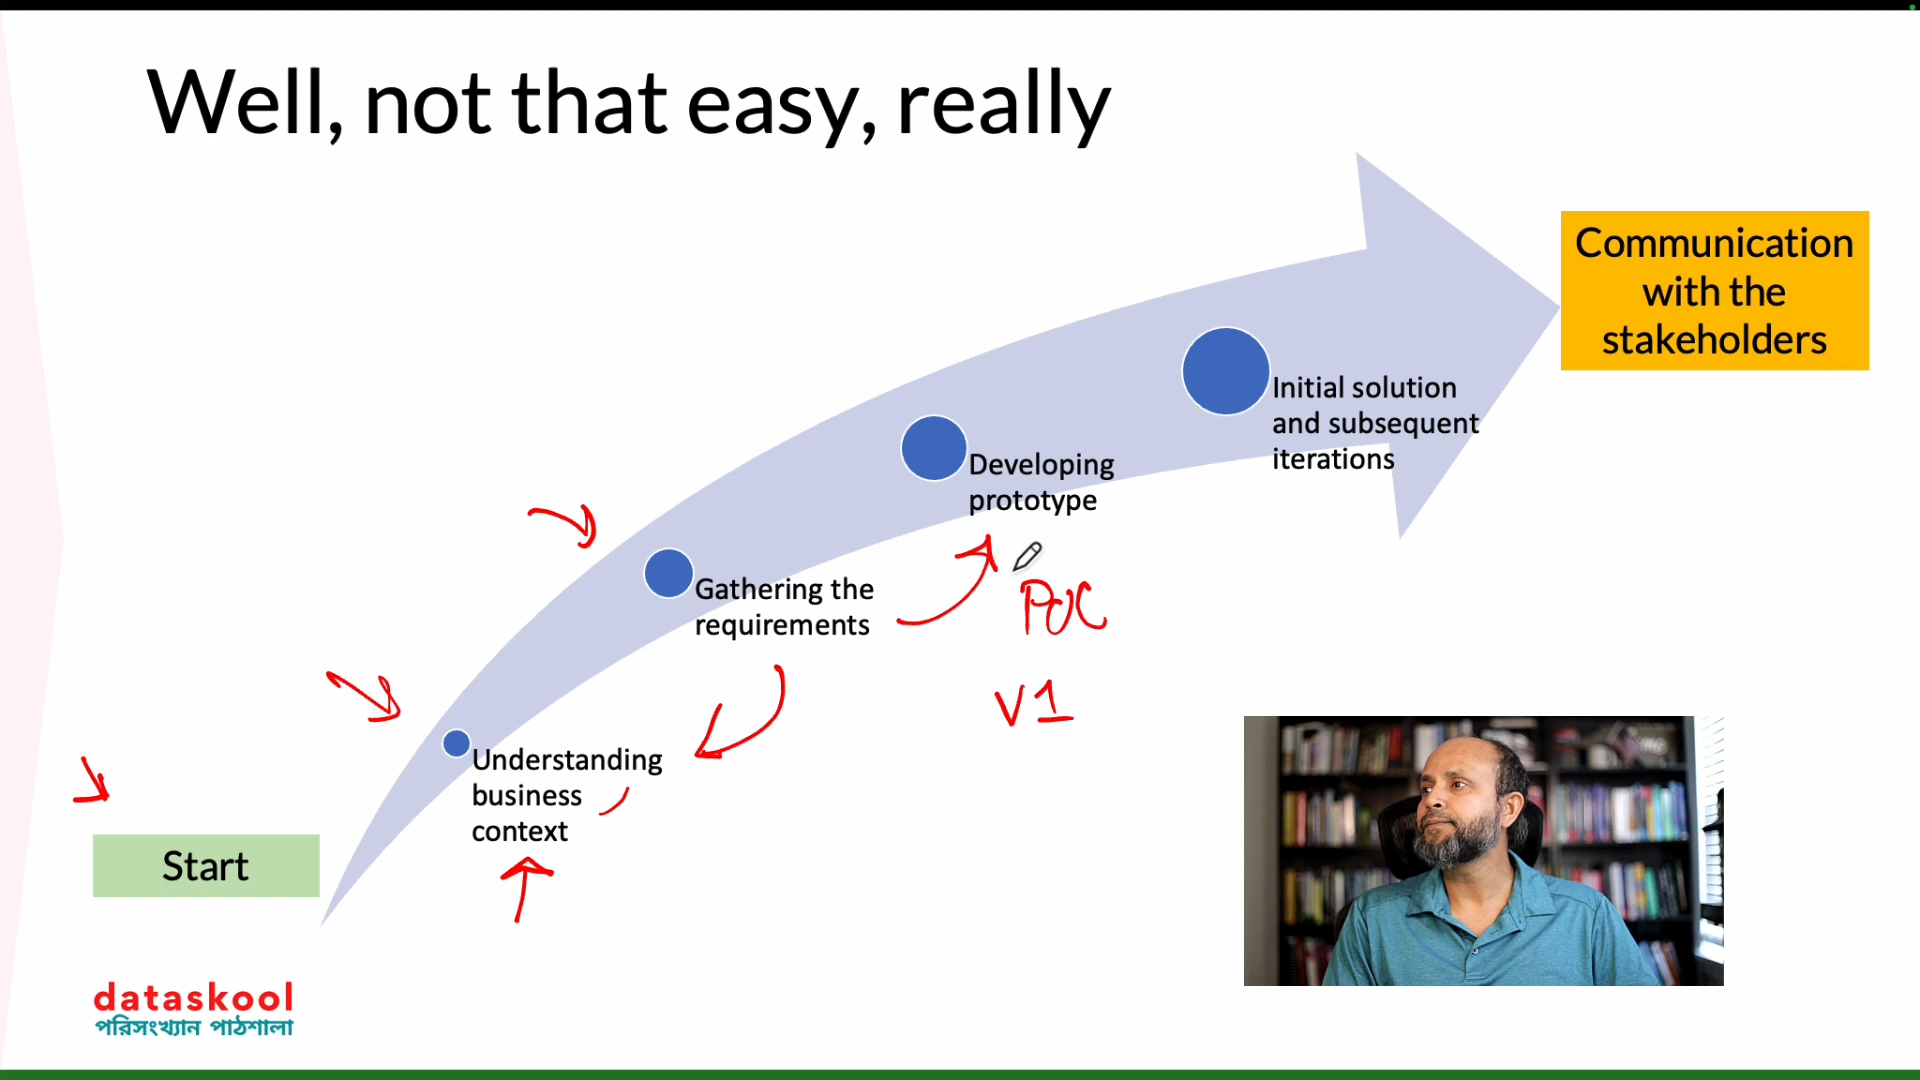 Well, not that easy, really
Communication
with the
stakeholders
Initial solution
and subsequent
iterations
Developing
prototype
POC
V1
Gathering the
requirements
Understanding
business
context
Start
dataskool
পরিসংখ্যান পাঠশালা